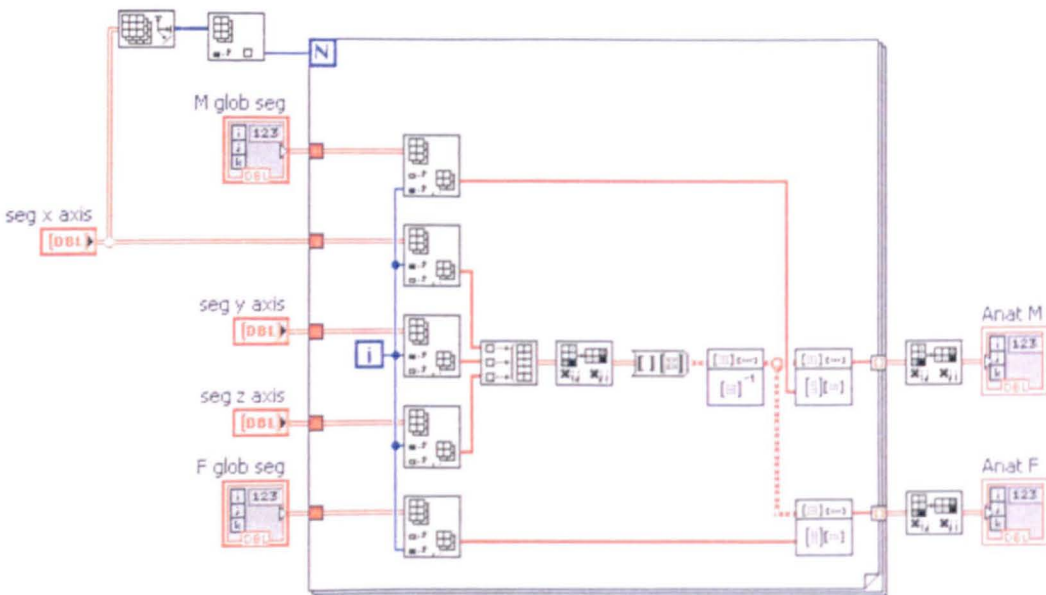 N
M glob seg
i
123
j
k
DBL
seg x axis
[DBL]
seg y axis
[DBL]
i
Anat M
i
123
j
k
DBL
seg z axis
[DBL]
F glob seg
i
123
j
k
DBL
Anat F
i
123
j
k
DBL